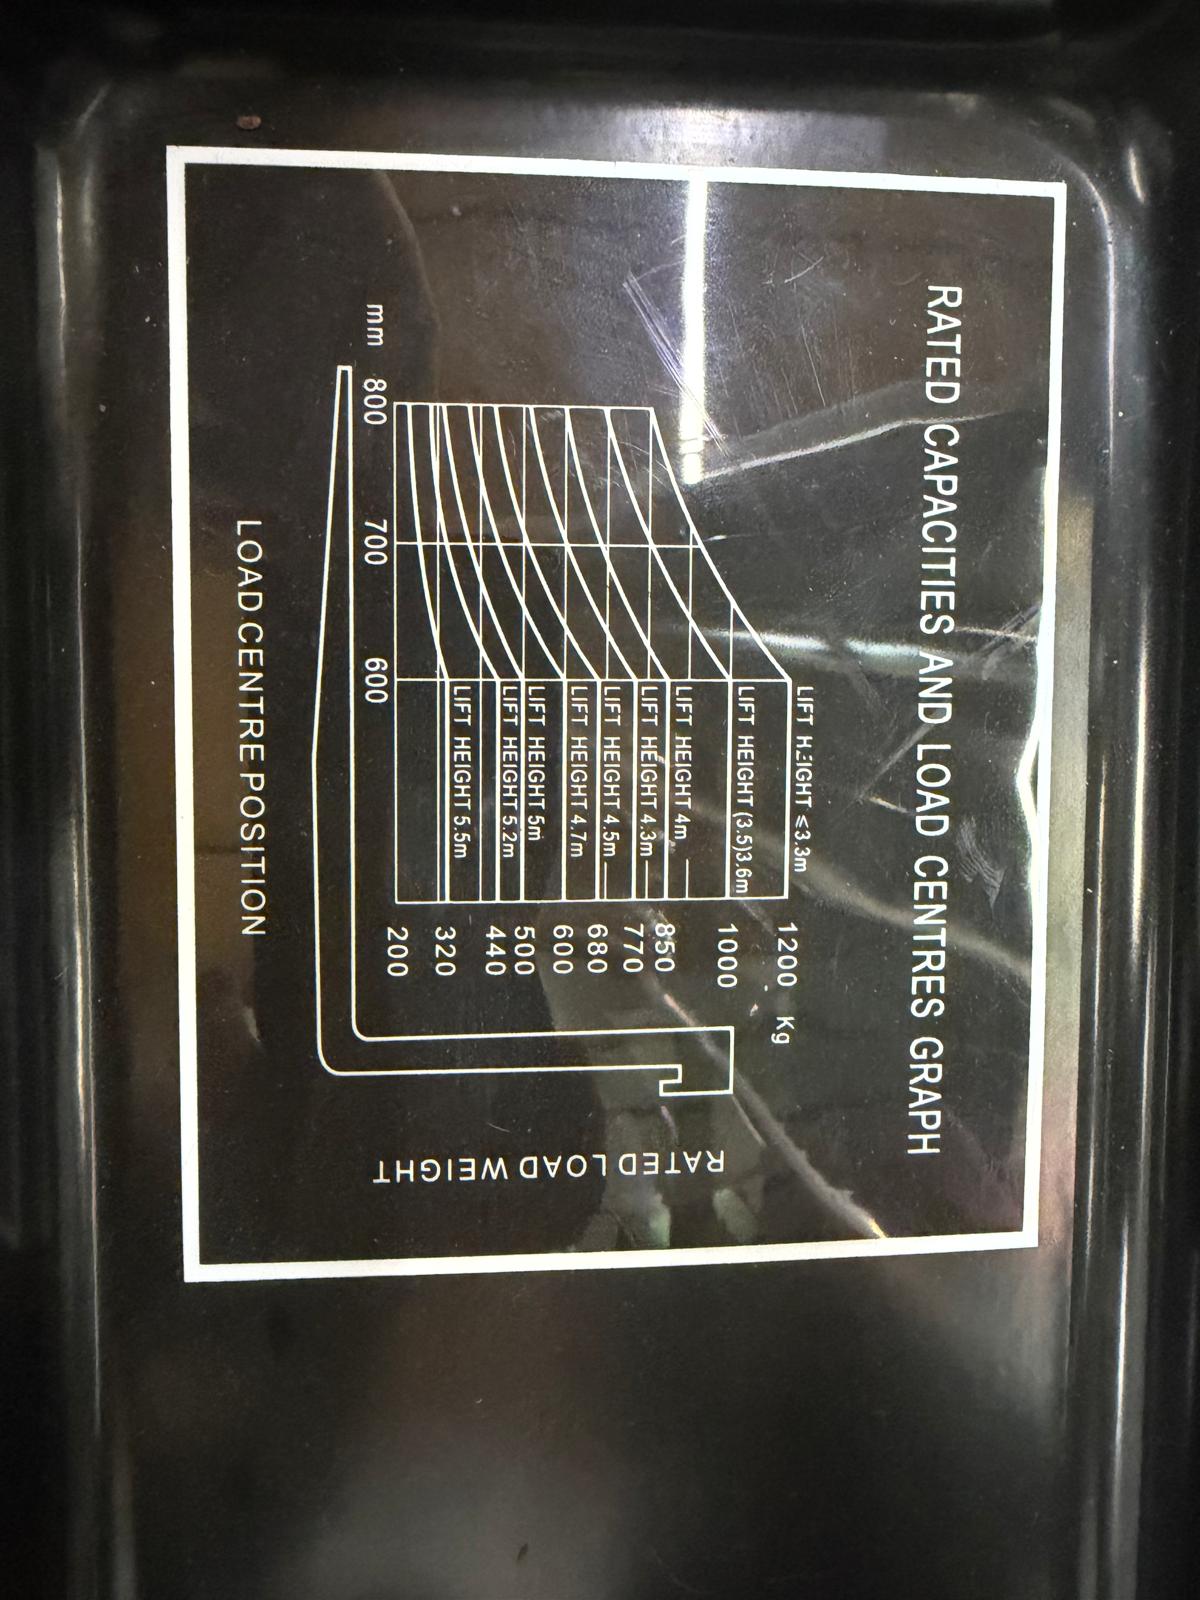 RATED CAPACITIES AND LOAD CENTRES GRAPH
LIFT HEIGHT ≤3.3m
1200 Kg
LIFT HEIGHT (3.5)3.6m
1000
LIFT HEIGHT 4m
850
LIFT HEIGHT 4.3m
770
LIFT HEIGHT 4.5m
680
LIFT HEIGHT 4.7m
600
LIFT HEIGHT 5m
500
LIFT HEIGHT 5.2m
440
LIFT HEIGHT 5.5m
320
200
mm 800 700 600
RATED LOAD WEIGHT
LOAD CENTRE POSITION